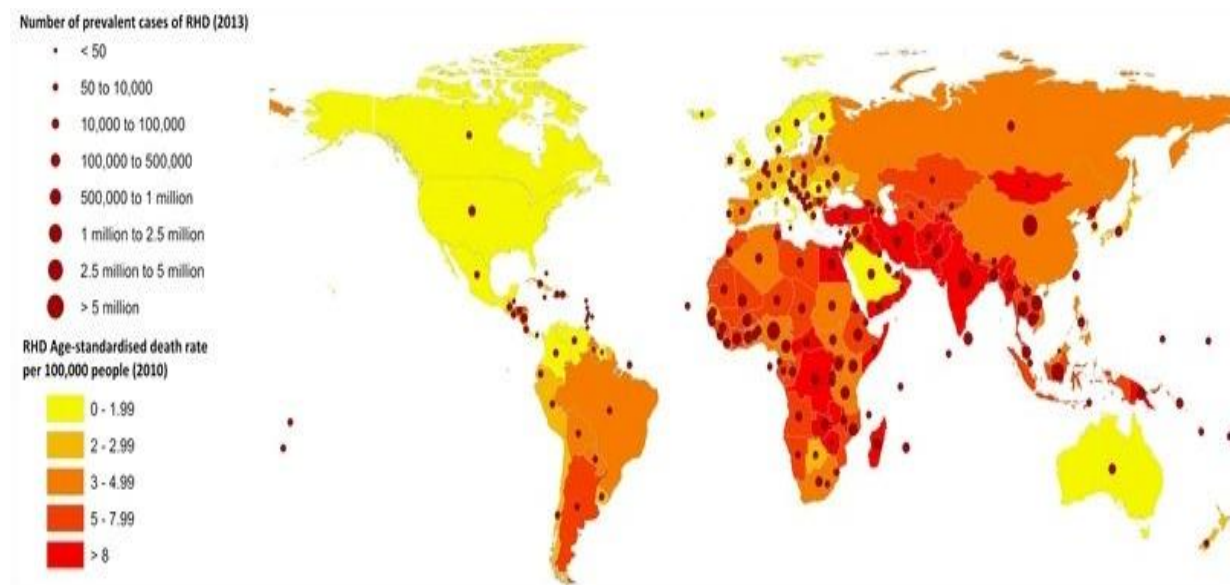 Number of prevalent cases of RHD (2013)
< 50
50 to 10,000
10,000 to 100,000
100,000 to 500,000
500,000 to 1 million
1 million to 2.5 million
2.5 million to 5 million
> 5 million
RHD Age-standardised death rate
per 100,000 people (2010)
0 - 1.99
2 - 2.99
3 - 4.99
5 - 7.99
> 8